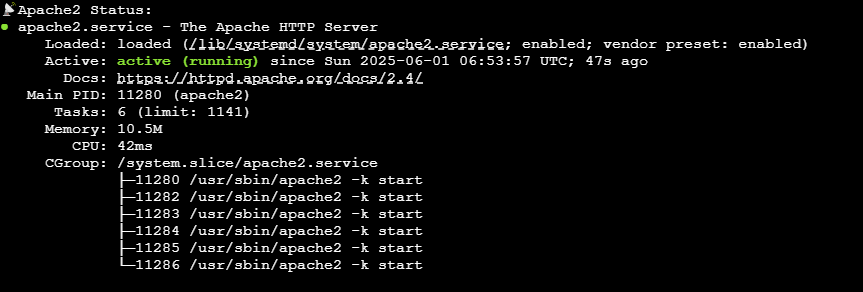 📡Apache2 Status:
● apache2.service - The Apache HTTP Server
     Loaded: loaded (/lib/systemd/system/apache2.service; enabled; vendor preset: enabled)
     Active: active (running) since Sun 2025-06-01 06:53:57 UTC; 47s ago
       Docs: https://httpd.apache.org/docs/2.4/
   Main PID: 11280 (apache2)
      Tasks: 6 (limit: 1141)
     Memory: 10.5M
        CPU: 42ms
     CGroup: /system.slice/apache2.service
             ├─11280 /usr/sbin/apache2 -k start
             ├─11282 /usr/sbin/apache2 -k start
             ├─11283 /usr/sbin/apache2 -k start
             ├─11284 /usr/sbin/apache2 -k start
             ├─11285 /usr/sbin/apache2 -k start
             └─11286 /usr/sbin/apache2 -k start